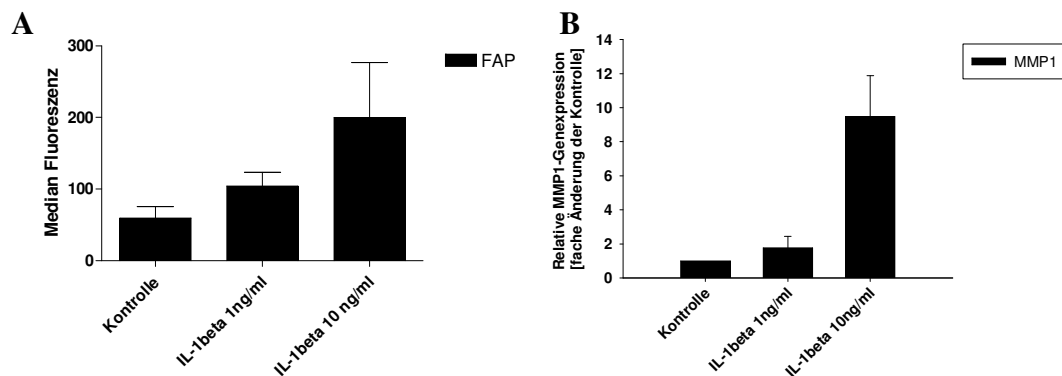 A
Median Fluoreszenz
300
200
100
0
Kontrolle
IL-1beta 1ng/ml
IL-1beta 10 ng/ml
FAP
B
Relative MMP1-Genexpression
[fache Änderung der Kontrolle]
14
12
10
8
6
4
2
0
Kontrolle
IL-1beta 1ng/ml
IL-1beta 10ng/ml
MMP1